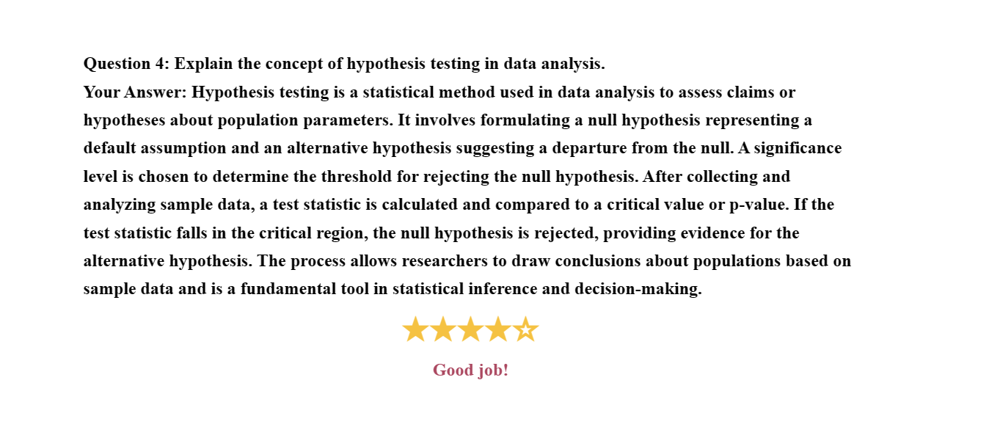 Question 4: Explain the concept of hypothesis testing in data analysis.
Your Answer: Hypothesis testing is a statistical method used in data analysis to assess claims or
hypotheses about population parameters. It involves formulating a null hypothesis representing a
default assumption and an alternative hypothesis suggesting a departure from the null. A significance
level is chosen to determine the threshold for rejecting the null hypothesis. After collecting and
analyzing sample data, a test statistic is calculated and compared to a critical value or p-value. If the
test statistic falls in the critical region, the null hypothesis is rejected, providing evidence for the
alternative hypothesis. The process allows researchers to draw conclusions about populations based on
sample data and is a fundamental tool in statistical inference and decision-making.
Good job!